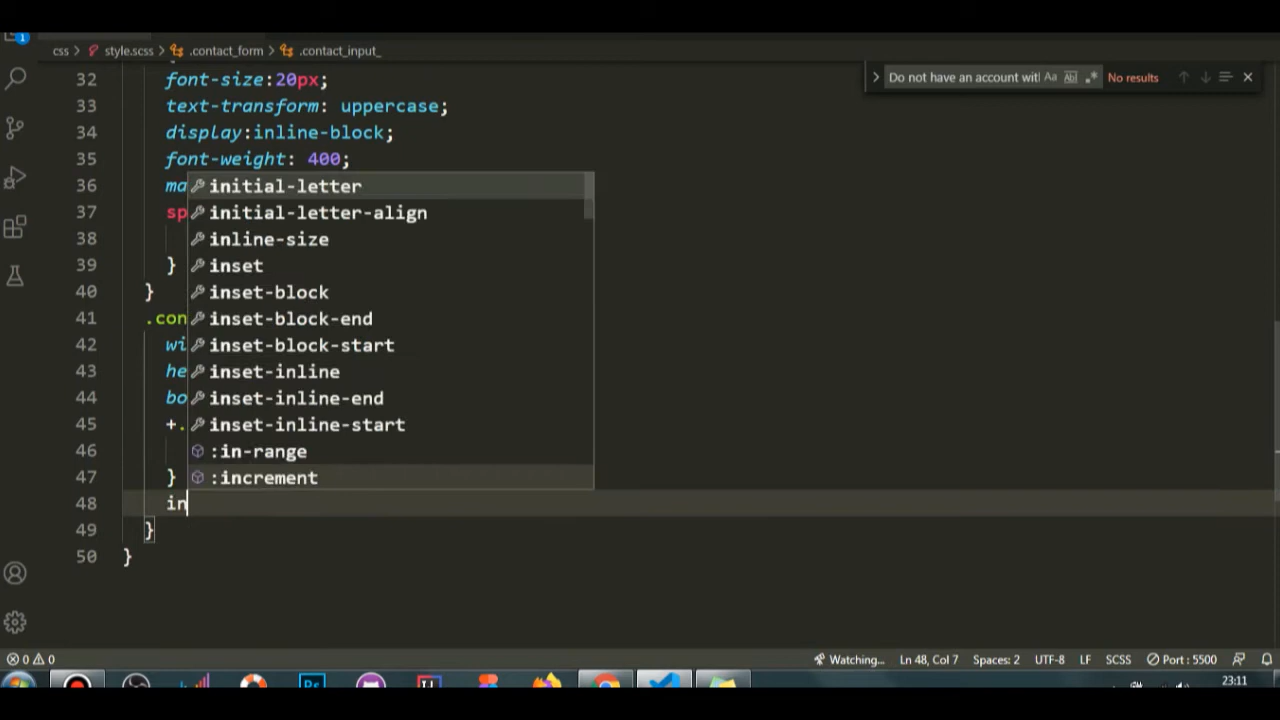 1
css > style.scss > .contact_form > .contact_input_
Do not have an account witl Aa Ab| .* No results
32 font-size:20px;
33 text-transform: uppercase;
34 display:inline-block;
35 font-weight: 400;
36 ma initial-letter
37 sp initial-letter-align
38 inline-size
39 } inset
40 } inset-block
41 .con inset-block-end
42 wi inset-block-start
43 he inset-inline
44 bo inset-inline-end
45 +. inset-inline-start
46 :in-range
47 } :increment
48 in
49 }
50 }
0 0 Watching... Ln 48, Col 7 Spaces: 2 UTF-8 LF SCSS Port : 5500
Ps 23:11